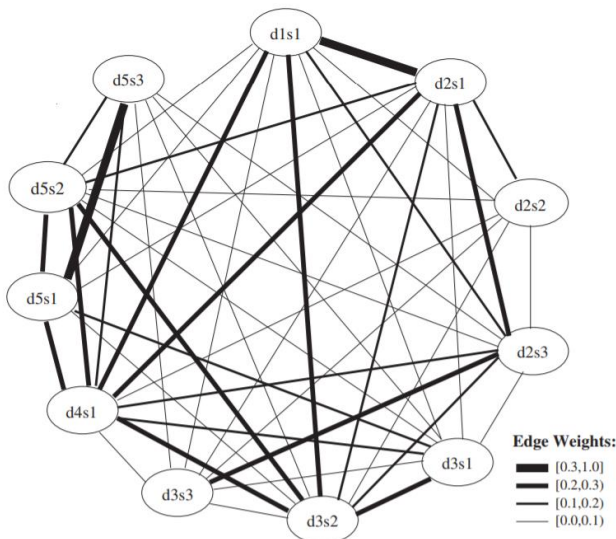 d1s1
d5s3
d2s1
d5s2
d2s2
d5s1
d2s3
d4s1
d3s1
d3s3
d3s2
Edge Weights:
[0.3,1.0]
[0.2,0.3)
[0.1,0.2)
[0.0,0.1)